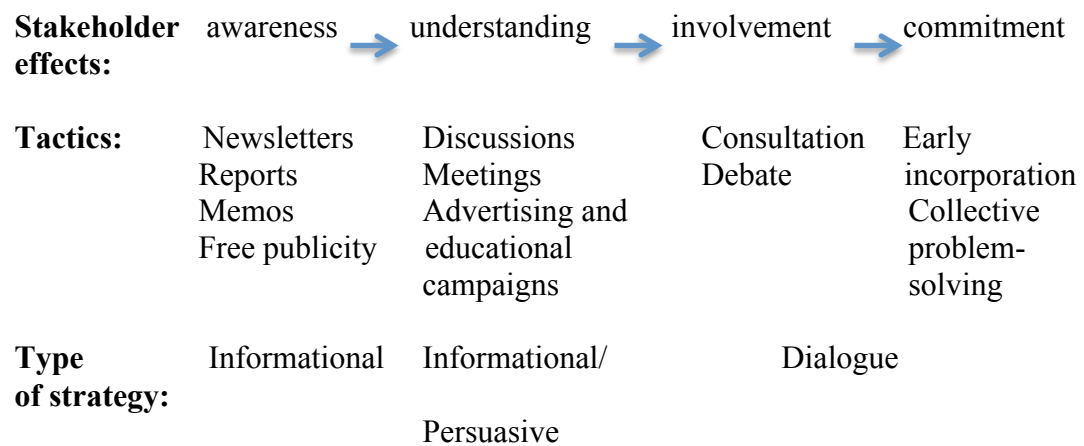 Stakeholder awareness understanding involvement commitment
effects:
Tactics: Newsletters Discussions Consultation Early
Reports Meetings Debate incorporation
Memos Advertising and Collective
Free publicity educational problem-
campaigns solving
Type Informational Informational/ Dialogue
of strategy:
Persuasive